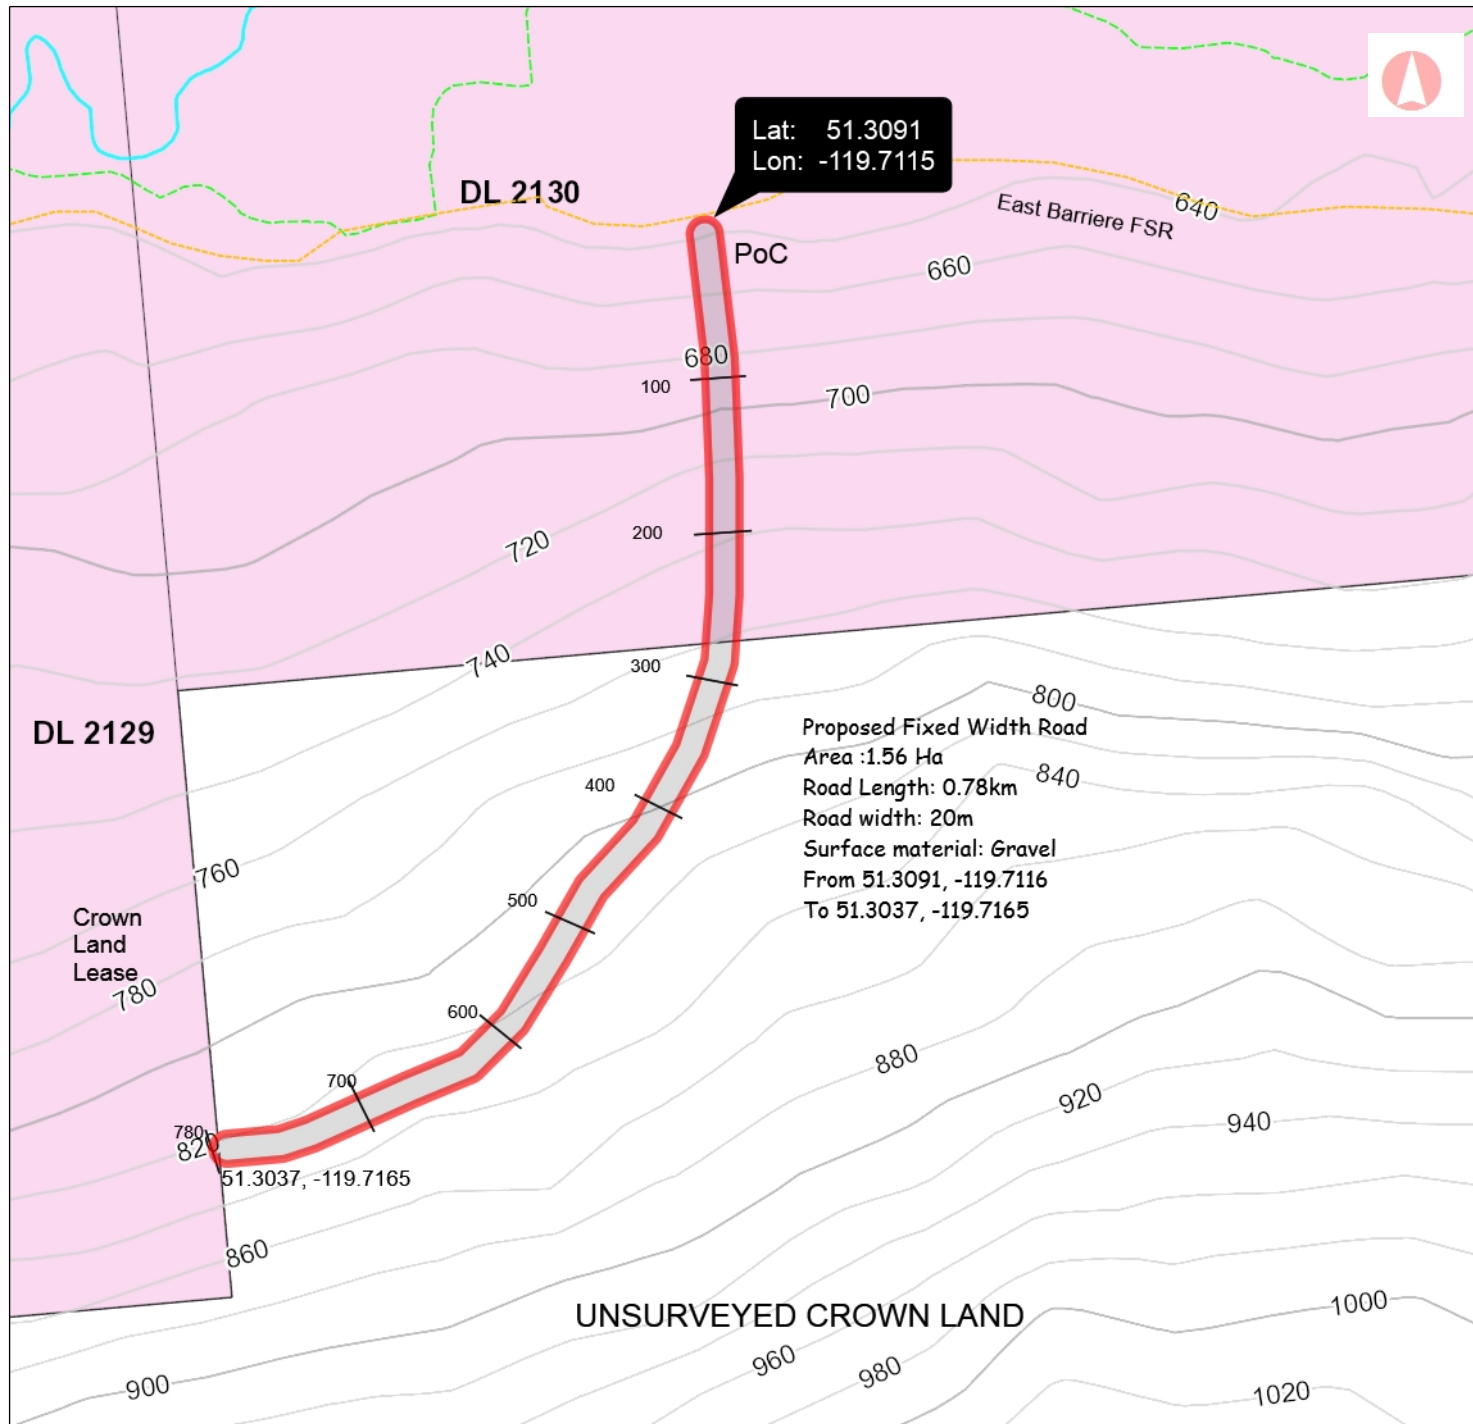 Lat: 51.3091
Lon: -119.7115
DL 2130
640
East Barriere FSR
PoC
660
680
100
700
200
720
740
300
800
DL 2129
Proposed Fixed Width Road
Area :1.56 Ha
Road Length: 0.78km
Road width: 20m
Surface material: Gravel
From 51.3091, -119.7116
To 51.3037, -119.7165
840
400
760
500
Crown
Land
Lease
780
600
880
700
920
940
780
820
51.3037, -119.7165
860
UNSURVEYED CROWN LAND
1000
960
980
900
1020